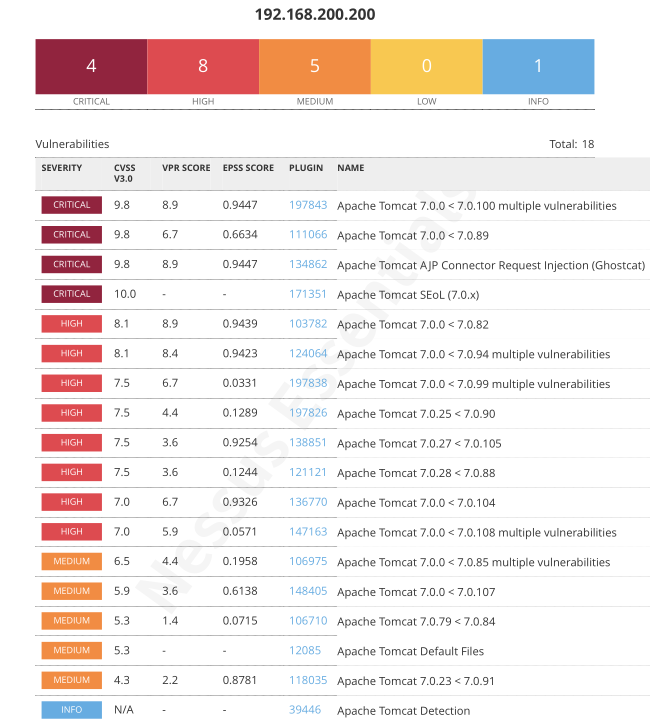 192.168.200.200
4 8 5 0 1
CRITICAL HIGH MEDIUM LOW INFO
Vulnerabilities Total: 18
SEVERITY CVSS V3.0 VPR SCORE EPSS SCORE PLUGIN NAME
CRITICAL 9.8 8.9 0.9447 197843 Apache Tomcat 7.0.0 < 7.0.100 multiple vulnerabilities
CRITICAL 9.8 6.7 0.6634 111066 Apache Tomcat 7.0.0 < 7.0.89
CRITICAL 9.8 8.9 0.9447 134862 Apache Tomcat AJP Connector Request Injection (Ghostcat)
CRITICAL 10.0 - - 171351 Apache Tomcat SEoL (7.0.x)
HIGH 8.1 8.9 0.9439 103782 Apache Tomcat 7.0.0 < 7.0.82
HIGH 8.1 8.4 0.9423 124064 Apache Tomcat 7.0.0 < 7.0.94 multiple vulnerabilities
HIGH 7.5 6.7 0.0331 197838 Apache Tomcat 7.0.0 < 7.0.99 multiple vulnerabilities
HIGH 7.5 4.4 0.1289 197826 Apache Tomcat 7.0.25 < 7.0.90
HIGH 7.5 3.6 0.9254 138851 Apache Tomcat 7.0.27 < 7.0.105
HIGH 7.5 3.6 0.1244 121121 Apache Tomcat 7.0.28 < 7.0.88
HIGH 7.0 6.7 0.9326 136770 Apache Tomcat 7.0.0 < 7.0.104
HIGH 7.0 5.9 0.0571 147163 Apache Tomcat 7.0.0 < 7.0.108 multiple vulnerabilities
MEDIUM 6.5 4.4 0.1958 106975 Apache Tomcat 7.0.0 < 7.0.85 multiple vulnerabilities
MEDIUM 5.9 3.6 0.6138 148405 Apache Tomcat 7.0.0 < 7.0.107
MEDIUM 5.3 1.4 0.0715 106710 Apache Tomcat 7.0.79 < 7.0.84
MEDIUM 5.3 - - 12085 Apache Tomcat Default Files
MEDIUM 4.3 2.2 0.8781 118035 Apache Tomcat 7.0.23 < 7.0.91
INFO N/A - - 39446 Apache Tomcat Detection
Nessus Essentials